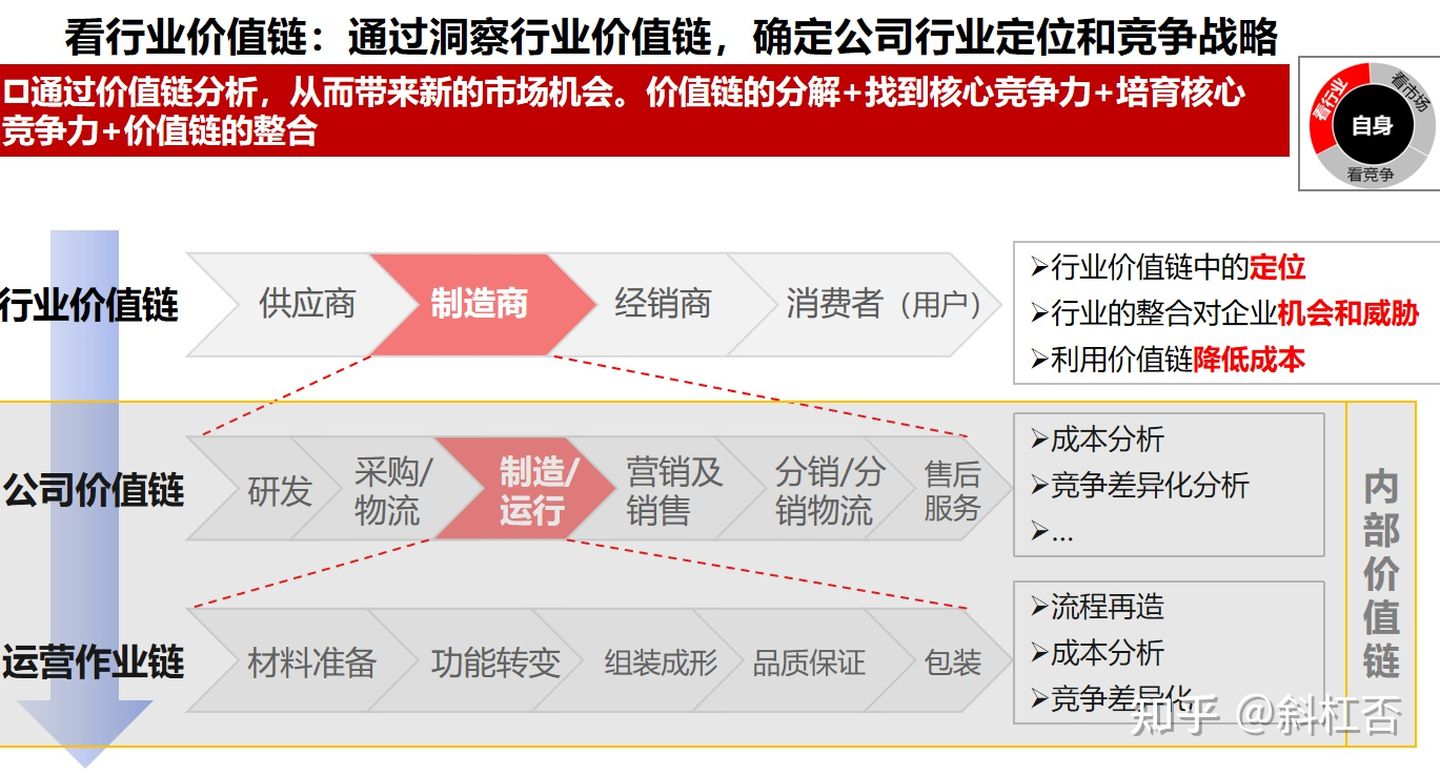 看行业价值链：通过洞察行业价值链，确定公司行业定位和竞争战略
口通过价值链分析，从而带来新的市场机会。价值链的分解+找到核心竞争力+培育核心
竞争力+价值链的整合
看行业
看市场
自身
看竞争
行业价值链
供应商
制造商
经销商
消费者（用户）
➢行业价值链中的定位
➢行业的整合对企业机会和威胁
➢利用价值链降低成本
公司价值链
研发
采购/
物流
制造/
运行
营销及
销售
分销/分
销物流
售后
服务
➢成本分析
➢竞争差异化分析
➢...
运营作业链
材料准备
功能转变
组装成形
品质保证
包装
➢流程再造
➢成本分析
➢竞争差异化
内
部
价
值
链
知乎 @斜杠否